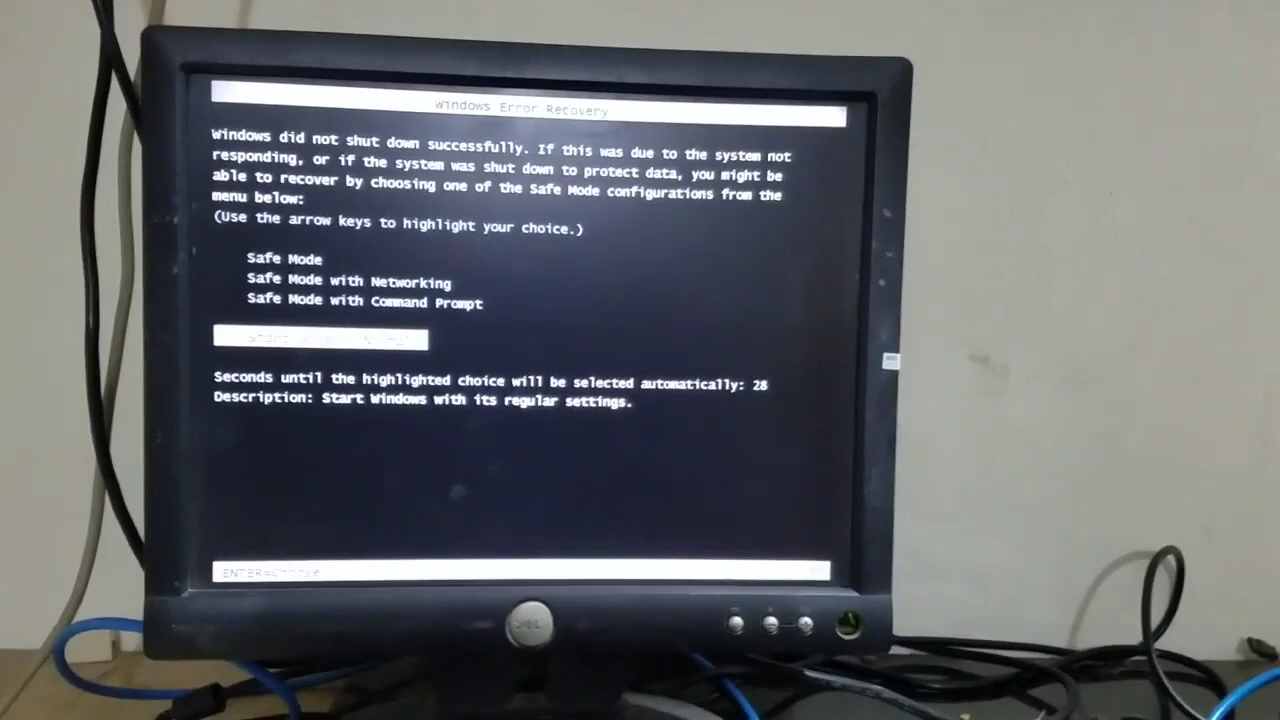 Windows Error Recovery
Windows did not shut down successfully. If this was due to the system not
responding, or if the system was shut down to protect data, you might be
able to recover by choosing one of the Safe Mode configurations from the
menu below:
(Use the arrow keys to highlight your choice.)
Safe Mode
Safe Mode with Networking
Safe Mode with Command Prompt
Start
Seconds until the highlighted choice will be selected automatically: 28
Description: Start Windows with its regular settings.
ENTER=Choose
DELL